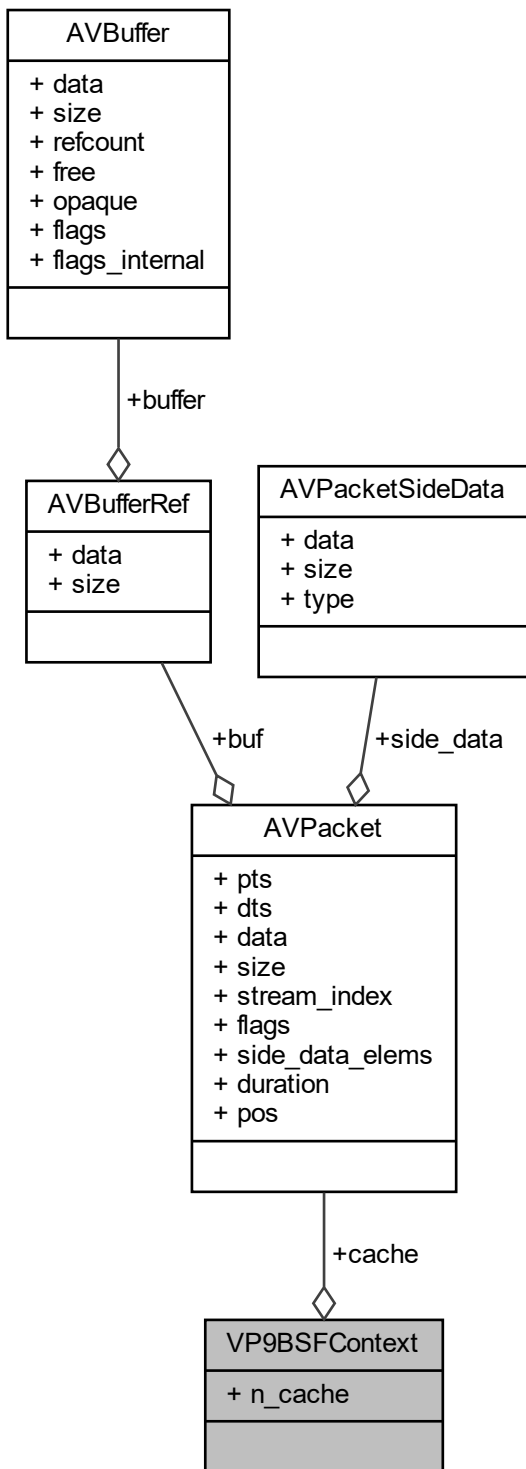 AVBuffer
+ data
+ size
+ refcount
+ free
+ opaque
+ flags
+ flags_internal
+buffer
AVBufferRef
+ data
+ size
AVPacketSideData
+ data
+ size
+ type
+buf
+side_data
AVPacket
+ pts
+ dts
+ data
+ size
+ stream_index
+ flags
+ side_data_elems
+ duration
+ pos
+cache
VP9BSFContext
+ n_cache